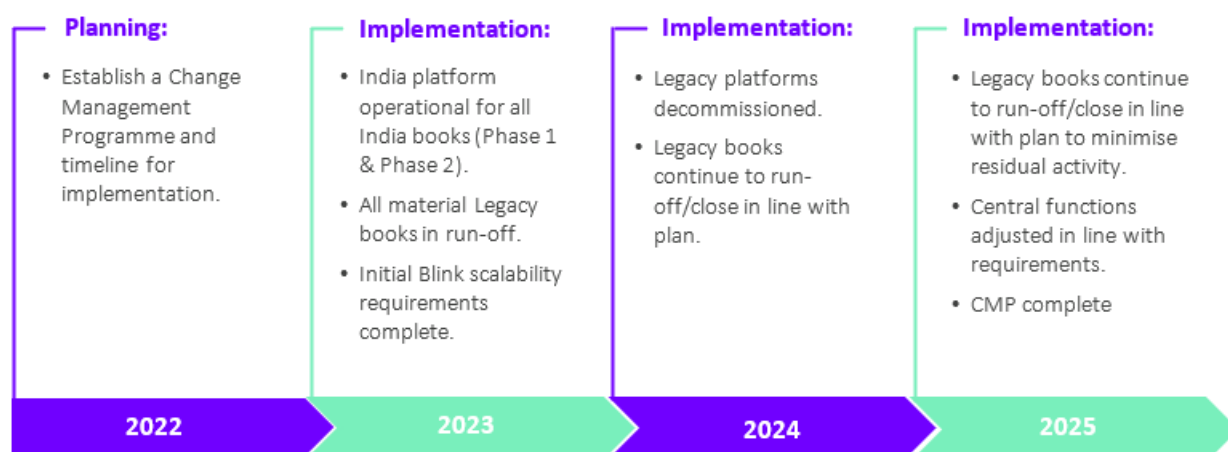 Planning:
• Establish a Change
Management
Programme and
timeline for
implementation.
2022
Implementation:
• India platform
operational for all
India books (Phase 1
& Phase 2).
• All material Legacy
books in run-off.
• Initial Blink scalability
requirements
complete.
2023
Implementation:
• Legacy platforms
decommissioned.
• Legacy books
continue to run-
off/close in line with
plan.
2024
Implementation:
• Legacy books continue
to run-off/close in line
with plan to minimise
residual activity.
• Central functions
adjusted in line with
requirements.
• CMP complete
2025